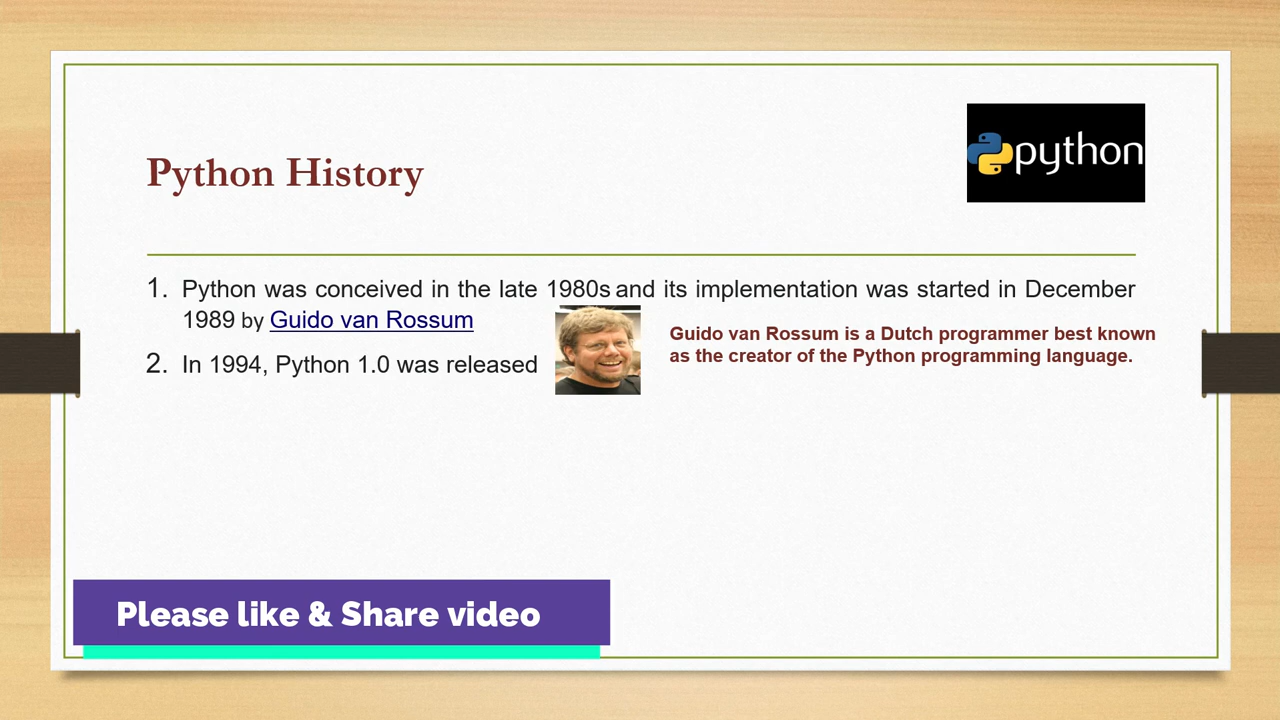 python
Python History
1. Python was conceived in the late 1980s and its implementation was started in December
1989 by Guido van Rossum
Guido van Rossum is a Dutch programmer best known
as the creator of the Python programming language.
2. In 1994, Python 1.0 was released
Please like & Share video